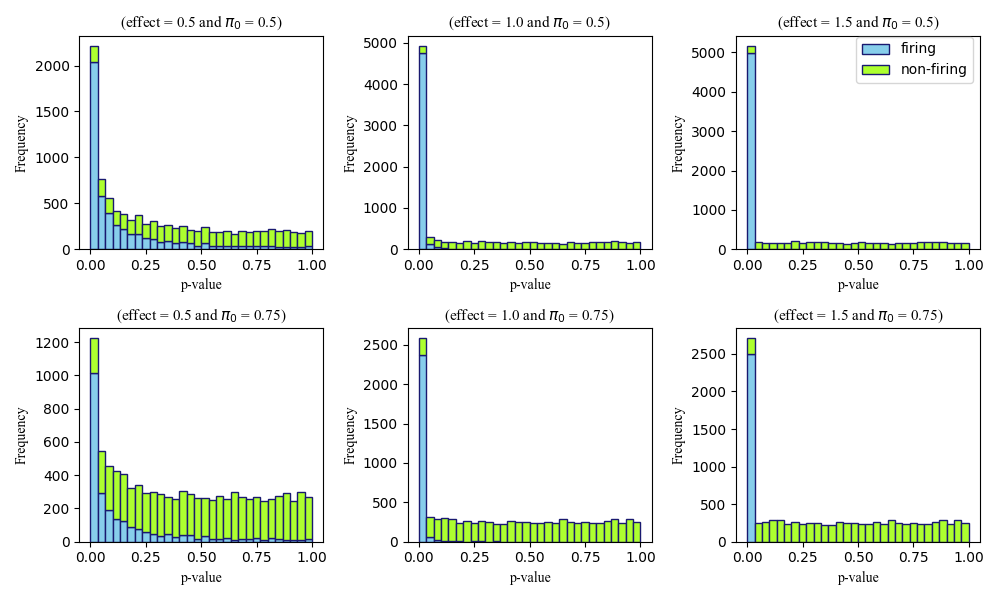 (effect = 0.5 and π₀ = 0.5)
2000
1500
1000
500
0
Frequency
0.00 0.25 0.50 0.75 1.00
p-value
(effect = 1.0 and π₀ = 0.5)
5000
4000
3000
2000
1000
0
Frequency
0.00 0.25 0.50 0.75 1.00
p-value
(effect = 1.5 and π₀ = 0.5)
firing
non-firing
5000
4000
3000
2000
1000
0
Frequency
0.00 0.25 0.50 0.75 1.00
p-value
(effect = 0.5 and π₀ = 0.75)
1200
1000
800
600
400
200
0
Frequency
0.00 0.25 0.50 0.75 1.00
p-value
(effect = 1.0 and π₀ = 0.75)
2500
2000
1500
1000
500
0
Frequency
0.00 0.25 0.50 0.75 1.00
p-value
(effect = 1.5 and π₀ = 0.75)
2500
2000
1500
1000
500
0
Frequency
0.00 0.25 0.50 0.75 1.00
p-value